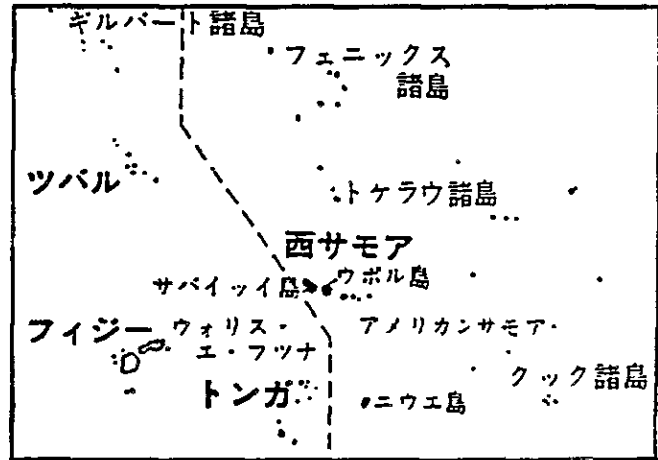 ギルバート諸島
フェニックス
諸島
ツバル
トケラウ諸島
西サモア
サバイッイ島
ウポル島
フィジー
ウォリス・
エ・フツナ
アメリカンサモア
トンガ
ニウエ島
クック諸島